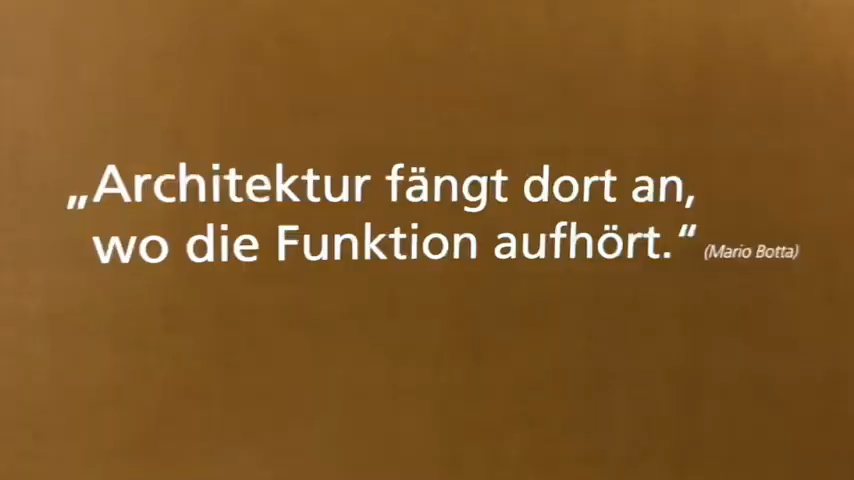 „Architektur fängt dort an,
wo die Funktion aufhört.“ (Mario Botta)